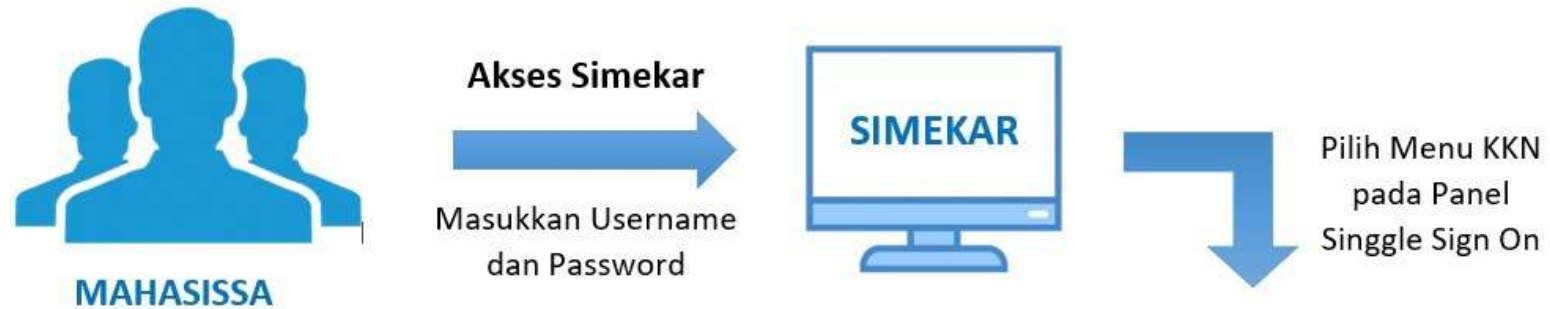 MAHASISSA
Akses Simekar
Masukkan Username
dan Password
SIMEKAR
Pilih Menu KKN
pada Panel
Singgle Sign On